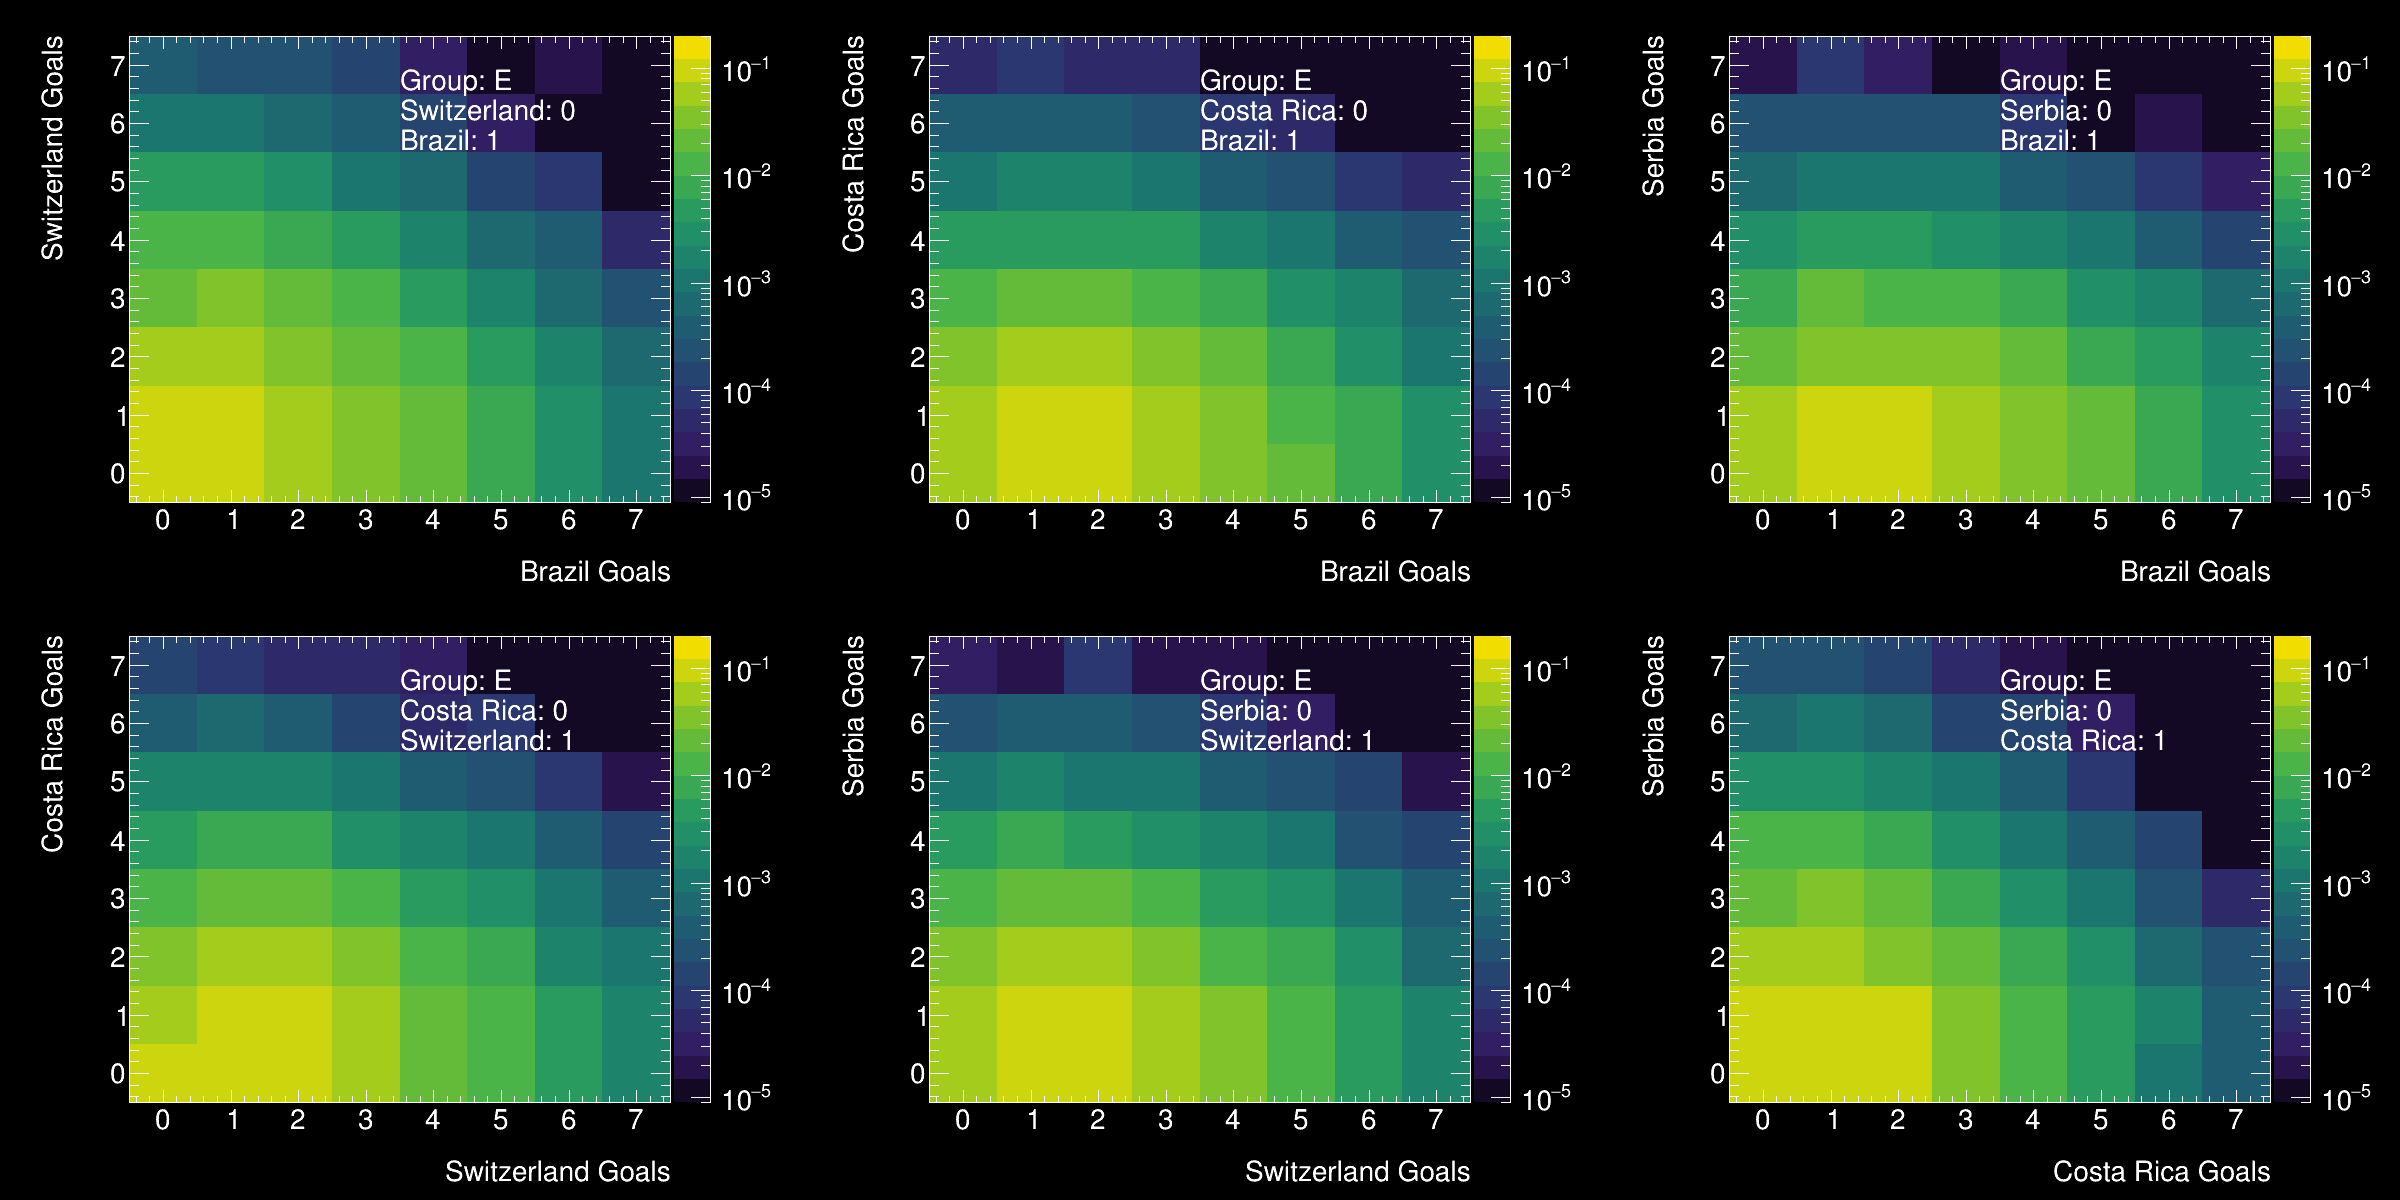 Switzerland Goals
7
6
5
4
3
2
1
0
Group: E
Switzerland: 0
Brazil: 1
10⁻¹
10⁻²
10⁻³
10⁻⁴
10⁻⁵
0 1 2 3 4 5 6 7
Brazil Goals
Costa Rica Goals
7
6
5
4
3
2
1
0
Group: E
Costa Rica: 0
Brazil: 1
10⁻¹
10⁻²
10⁻³
10⁻⁴
10⁻⁵
0 1 2 3 4 5 6 7
Brazil Goals
Serbia Goals
7
6
5
4
3
2
1
0
Group: E
Serbia: 0
Brazil: 1
10⁻¹
10⁻²
10⁻³
10⁻⁴
10⁻⁵
0 1 2 3 4 5 6 7
Brazil Goals
Costa Rica Goals
7
6
5
4
3
2
1
0
Group: E
Costa Rica: 0
Switzerland: 1
10⁻¹
10⁻²
10⁻³
10⁻⁴
10⁻⁵
0 1 2 3 4 5 6 7
Switzerland Goals
Serbia Goals
7
6
5
4
3
2
1
0
Group: E
Serbia: 0
Switzerland: 1
10⁻¹
10⁻²
10⁻³
10⁻⁴
10⁻⁵
0 1 2 3 4 5 6 7
Switzerland Goals
Serbia Goals
7
6
5
4
3
2
1
0
Group: E
Serbia: 0
Costa Rica: 1
10⁻¹
10⁻²
10⁻³
10⁻⁴
10⁻⁵
0 1 2 3 4 5 6 7
Costa Rica Goals